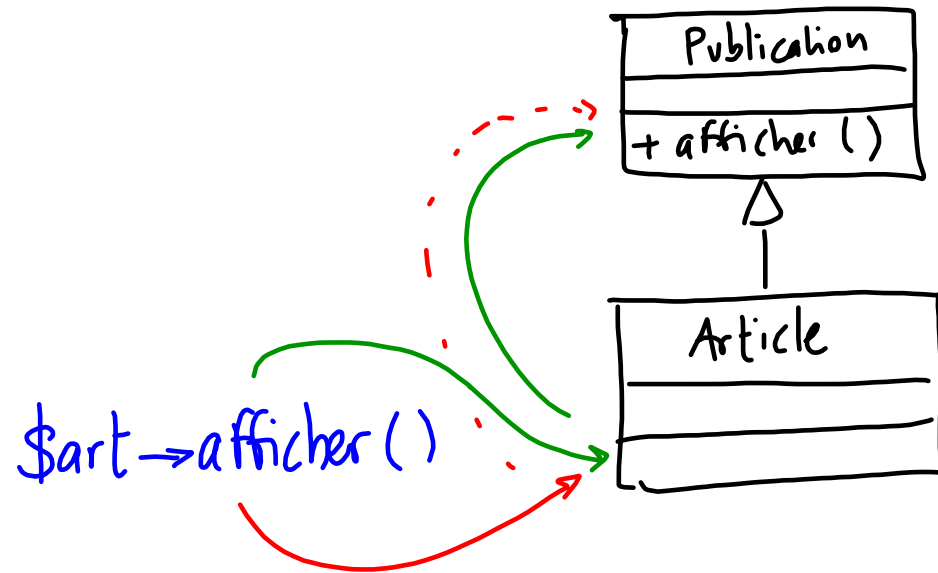 Publication
+ afficher ( )
Article
$art → afficher ( )